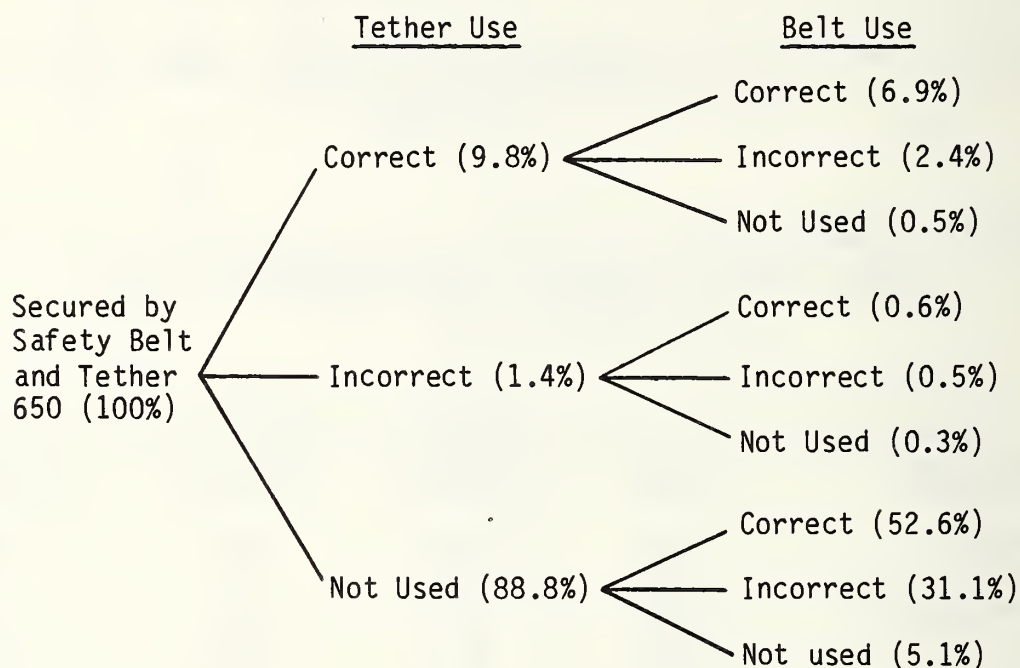 Tether Use
Belt Use
Correct (6.9%)
Correct (9.8%)
Incorrect (2.4%)
Not Used (0.5%)
Secured by
Safety Belt
and Tether
650 (100%)
Correct (0.6%)
Incorrect (1.4%)
Incorrect (0.5%)
Not Used (0.3%)
Correct (52.6%)
Not Used (88.8%)
Incorrect (31.1%)
Not used (5.1%)